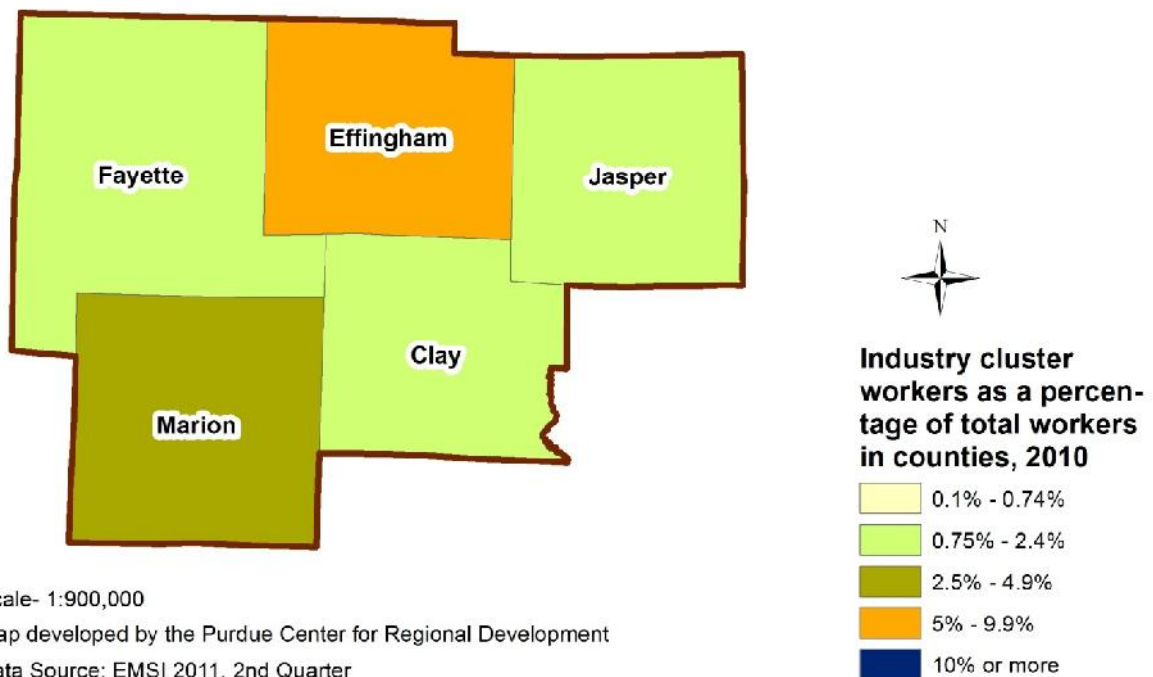 Effingham
Fayette
Jasper
Clay
Marion
N
Industry cluster
workers as a percen-
tage of total workers
in counties, 2010
0.1% - 0.74%
0.75% - 2.4%
2.5% - 4.9%
5% - 9.9%
10% or more
cale- 1:900,000
ap developed by the Purdue Center for Regional Development
ata Source: EMSI 2011, 2nd Quarter